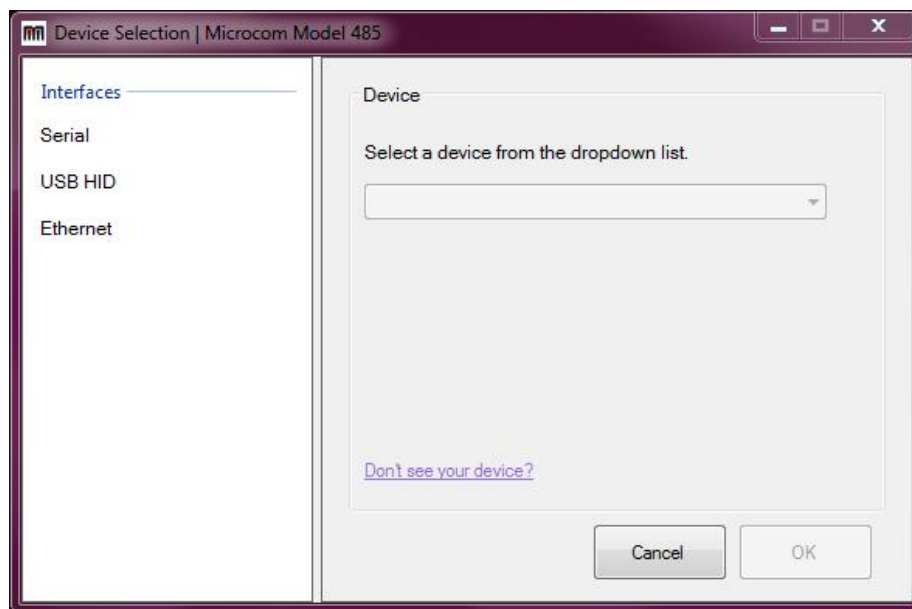 Device Selection | Microcom Model 485
Interfaces
Serial
USB HID
Ethernet
Device
Select a device from the dropdown list.
Don't see your device?
Cancel
OK